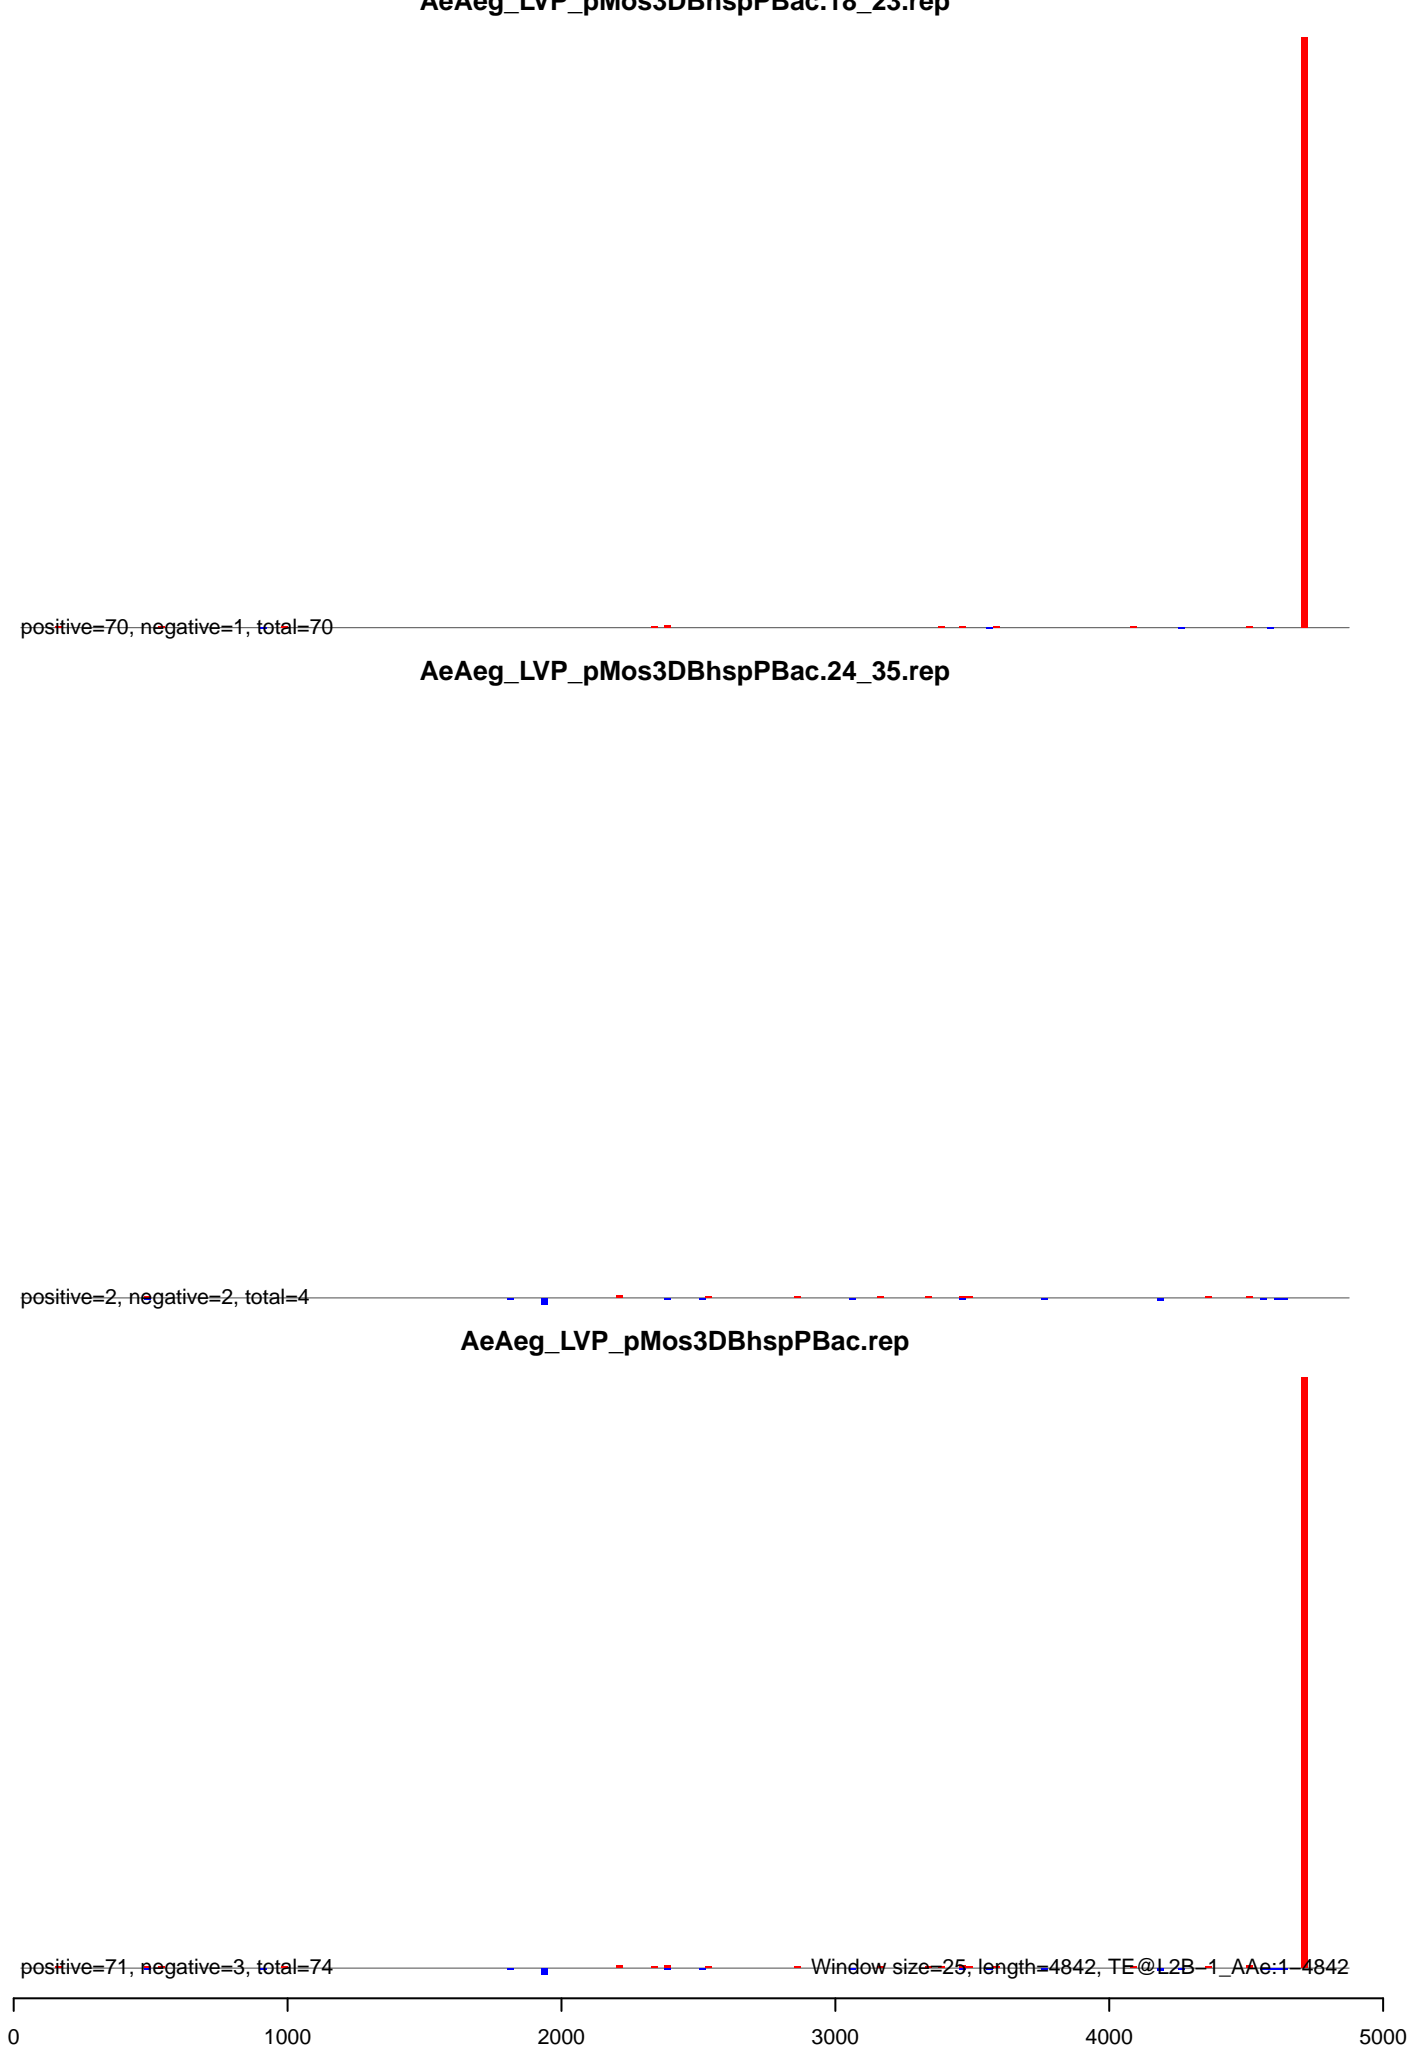 AeAeg_LVP_pMos3DBhspPBac.18_23.rep
positive=70, negative=1, total=70
AeAeg_LVP_pMos3DBhspPBac.24_35.rep
positive=2, negative=2, total=4
AeAeg_LVP_pMos3DBhspPBac.rep
positive=71, negative=3, total=74
Window size=25, length=4842, TE@L2B−1_AAe:1−4842
0 1000 2000 3000 4000 5000